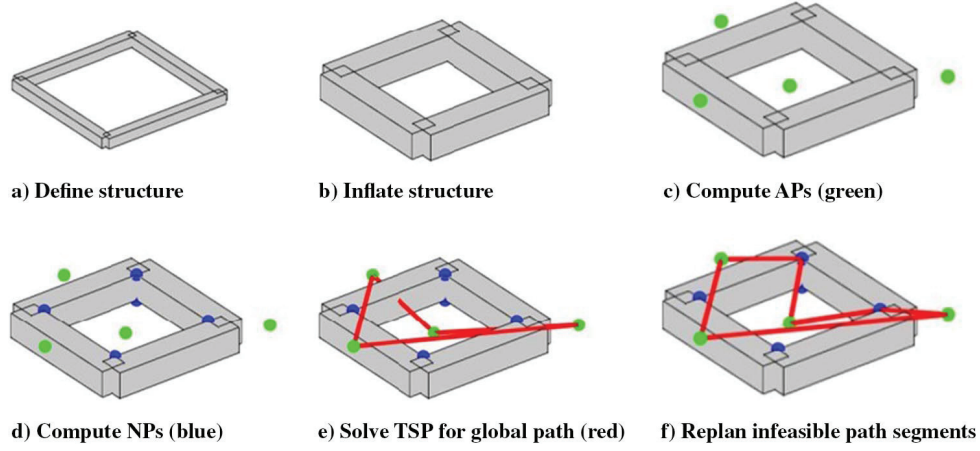 a) Define structure
b) Inflate structure
c) Compute APs (green)
d) Compute NPs (blue)
e) Solve TSP for global path (red)
f) Replan infeasible path segments